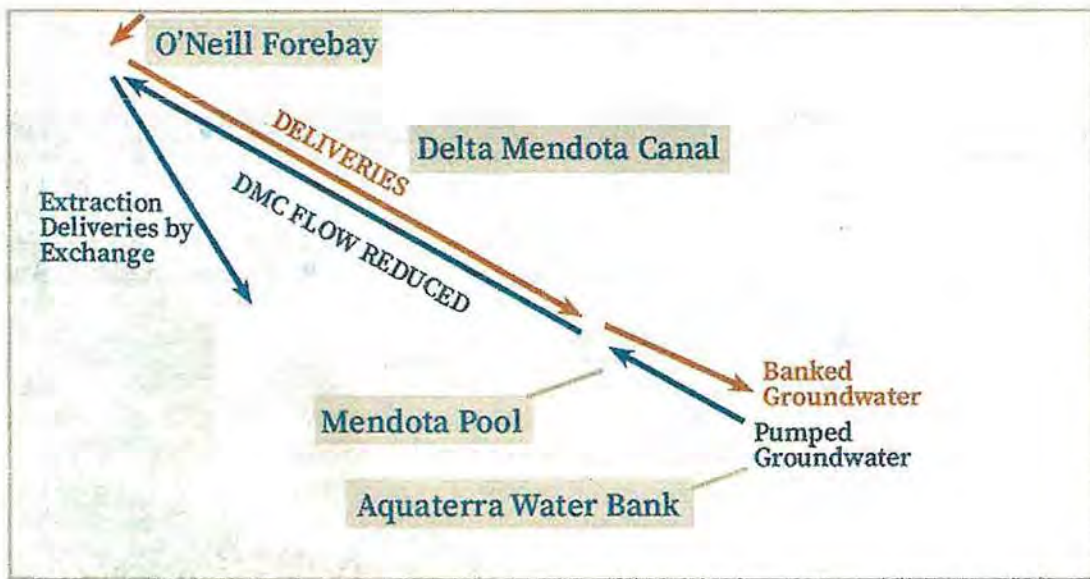 O'Neill Forebay
DELIVERIES
Delta Mendota Canal
DMC FLOW REDUCED
Extraction
Deliveries by
Exchange
Banked
Groundwater
Mendota Pool
Pumped
Groundwater
Aquaterra Water Bank